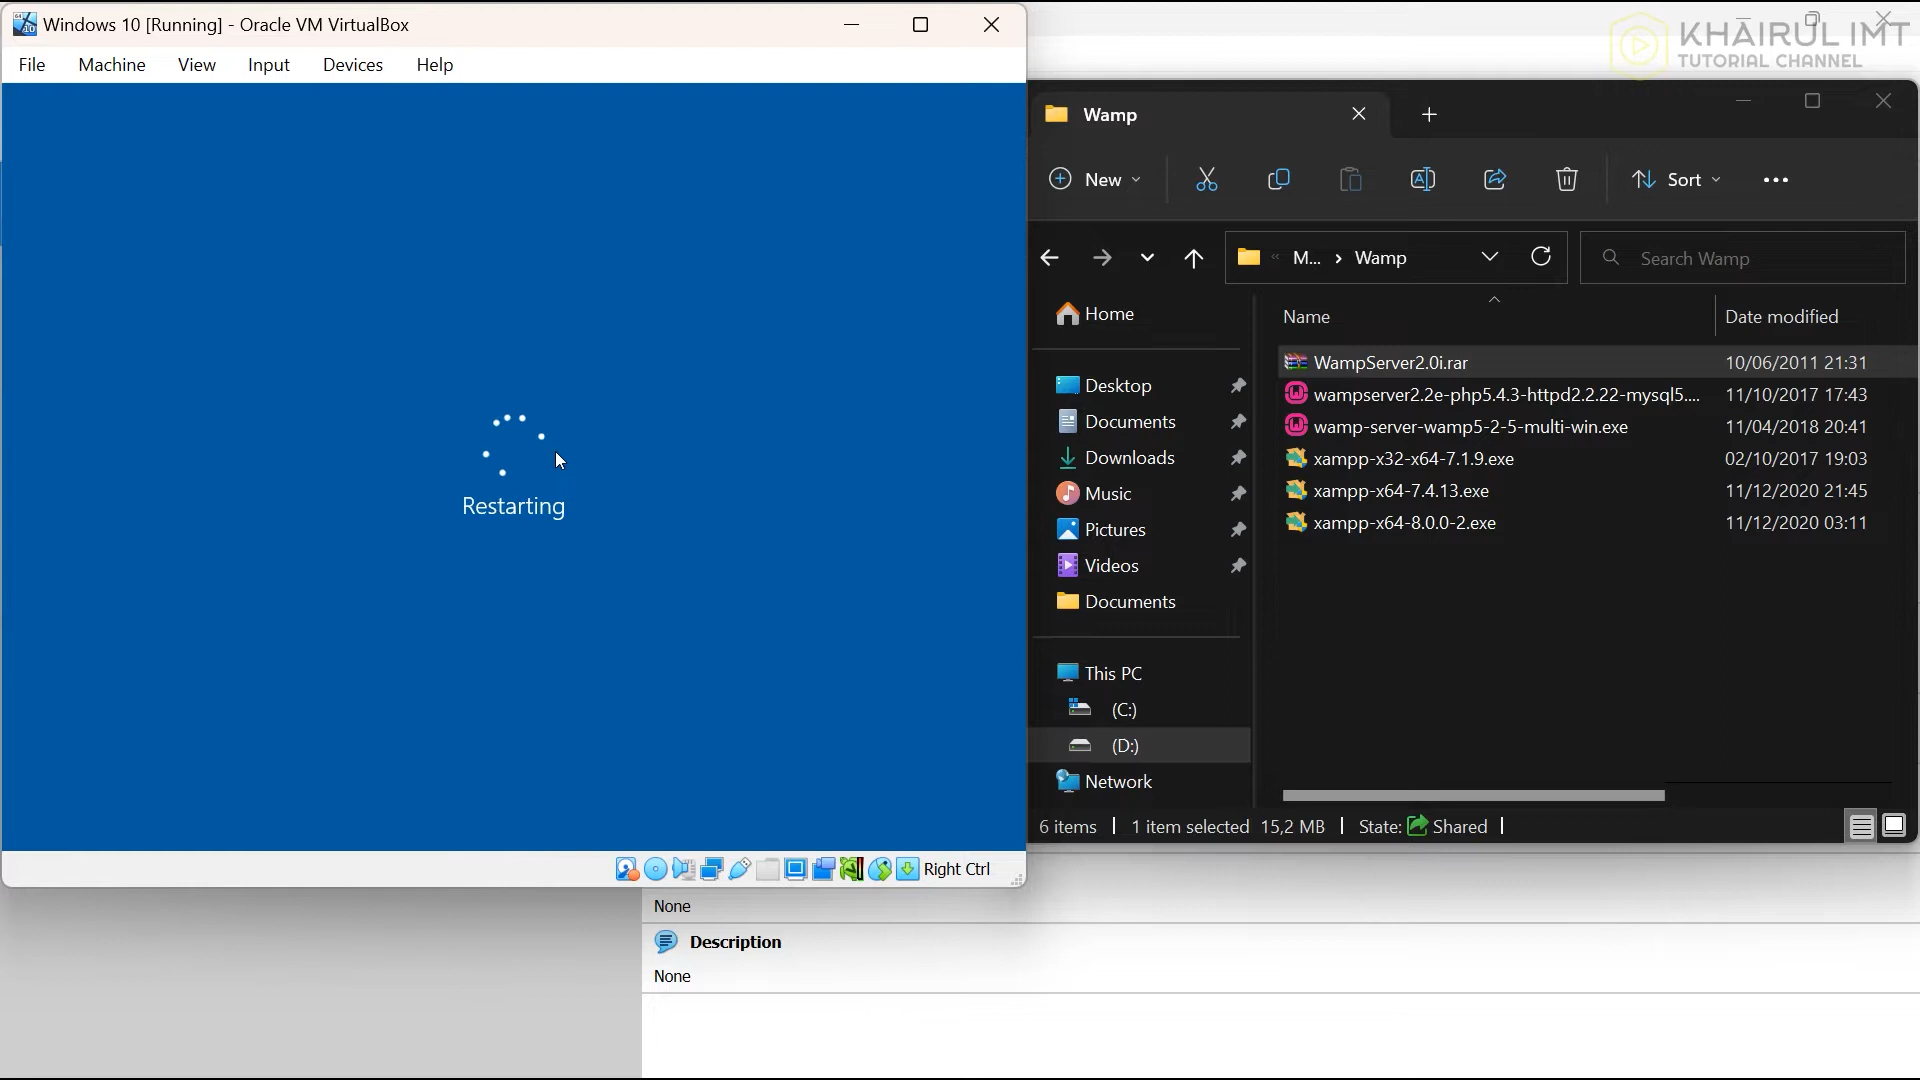 Windows 10 [Running] - Oracle VM VirtualBox
File Machine View Input Devices Help
Restarting
Right Ctrl
KHAIRUL IMT
TUTORIAL CHANNEL
Wamp
New
Sort
M... Wamp
Search Wamp
Home
Desktop
Documents
Downloads
Music
Pictures
Videos
Documents
This PC
(C:)
(D:)
Network
Name Date modified
WampServer2.0i.rar 10/06/2011 21:31
wampserver2.2e-php5.4.3-httpd2.2.22-mysql5.... 11/10/2017 17:43
wamp-server-wamp5-2-5-multi-win.exe 11/04/2018 20:41
xampp-x32-x64-7.1.9.exe 02/10/2017 19:03
xampp-x64-7.4.13.exe 11/12/2020 21:45
xampp-x64-8.0.0-2.exe 11/12/2020 03:11
6 items 1 item selected 15,2 MB State: Shared
None
Description
None